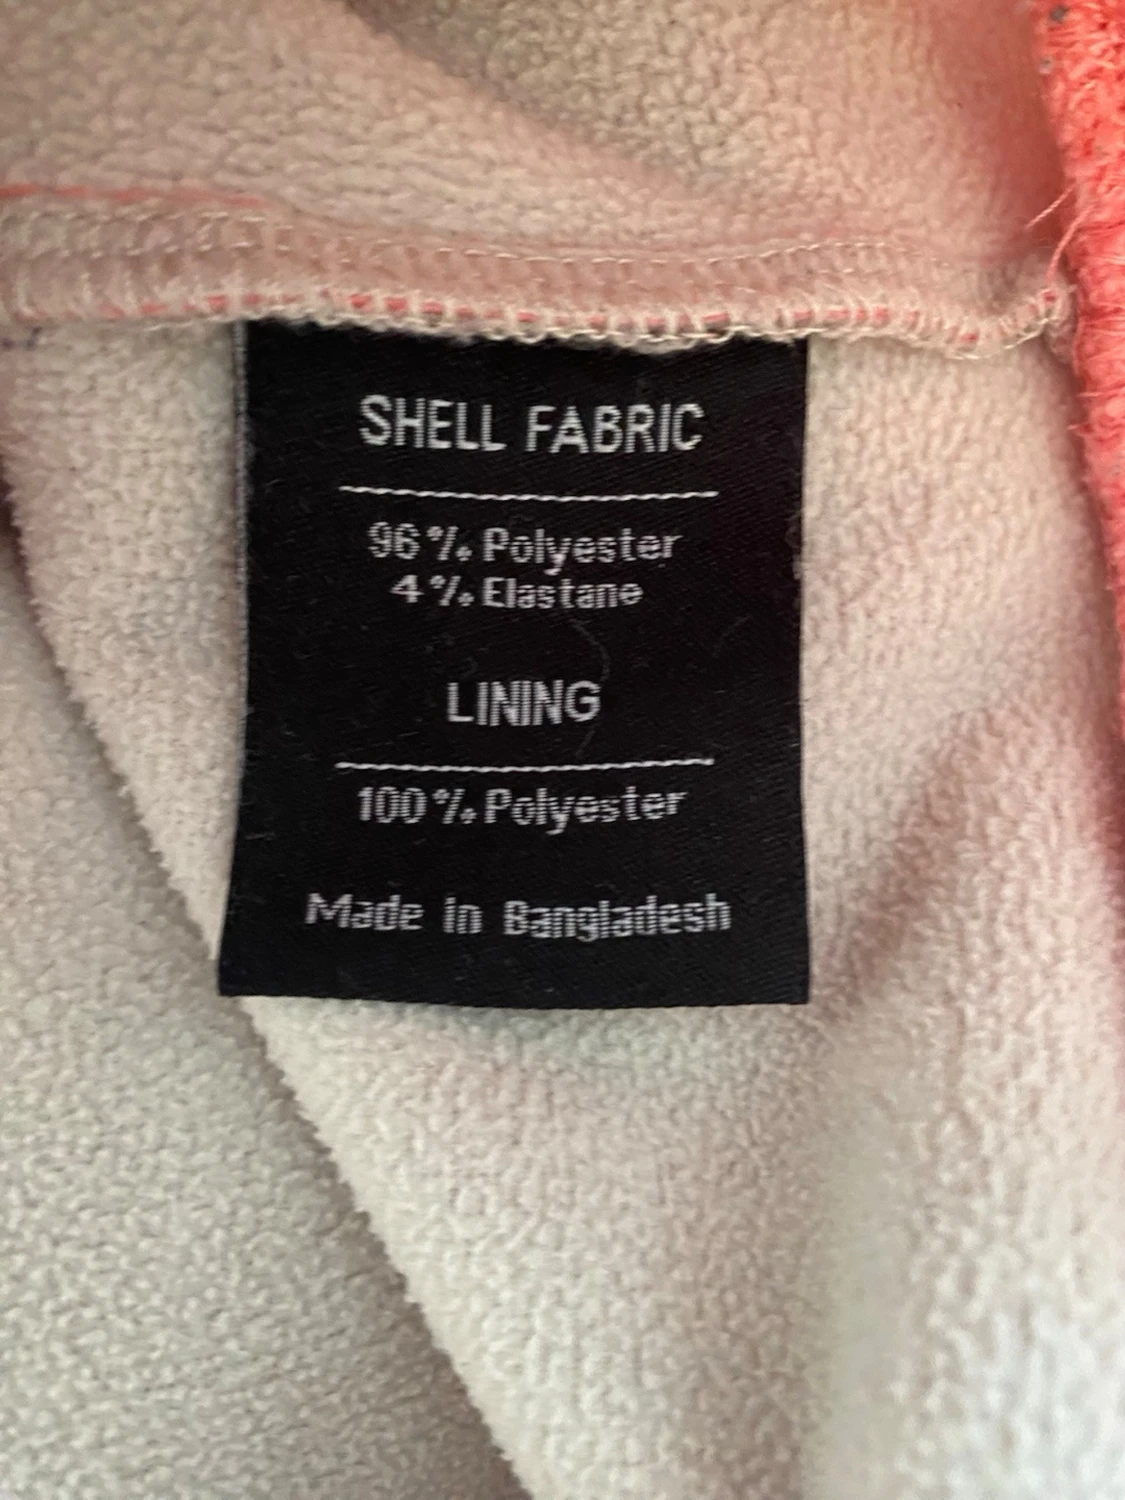 SHELL FABRIC
96% Polyester
4% Elastane
LINING
100% Polyester
Made in Bangladesh